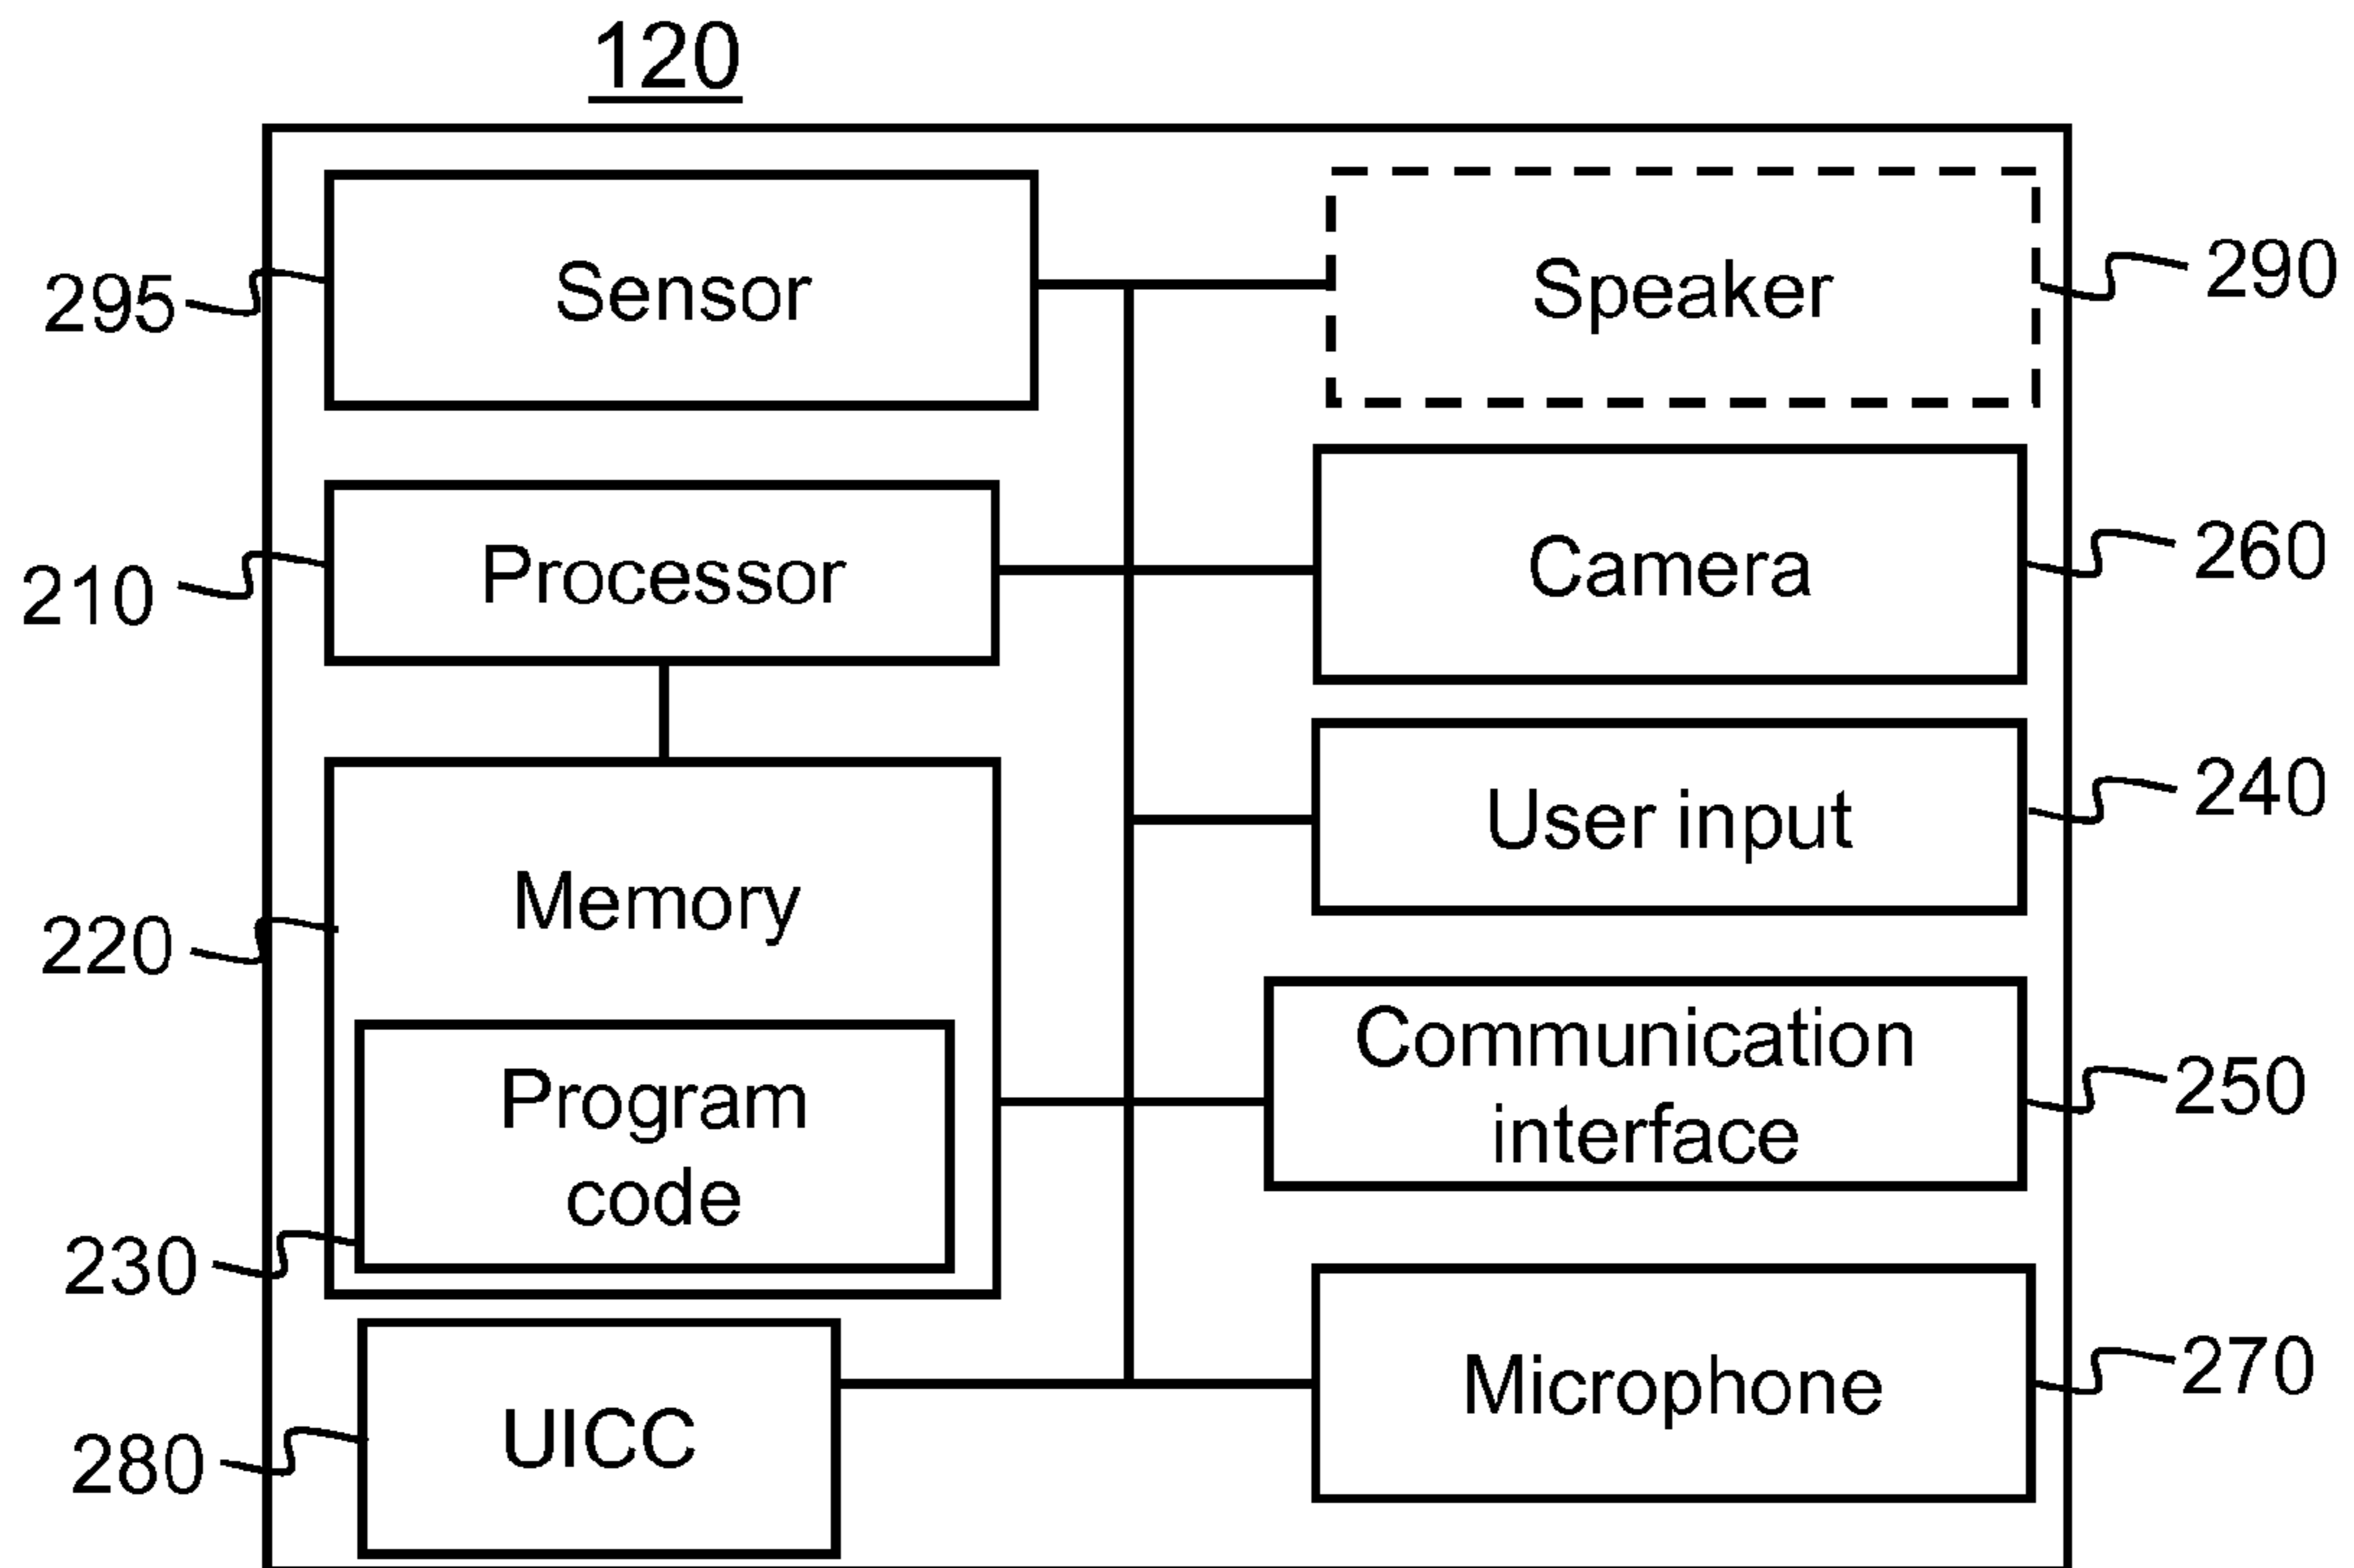 120
295
Sensor
Speaker
290
210
Processor
Camera
260
220
Memory
User input
240
230
Program
code
Communication
interface
250
280
UICC
Microphone
270